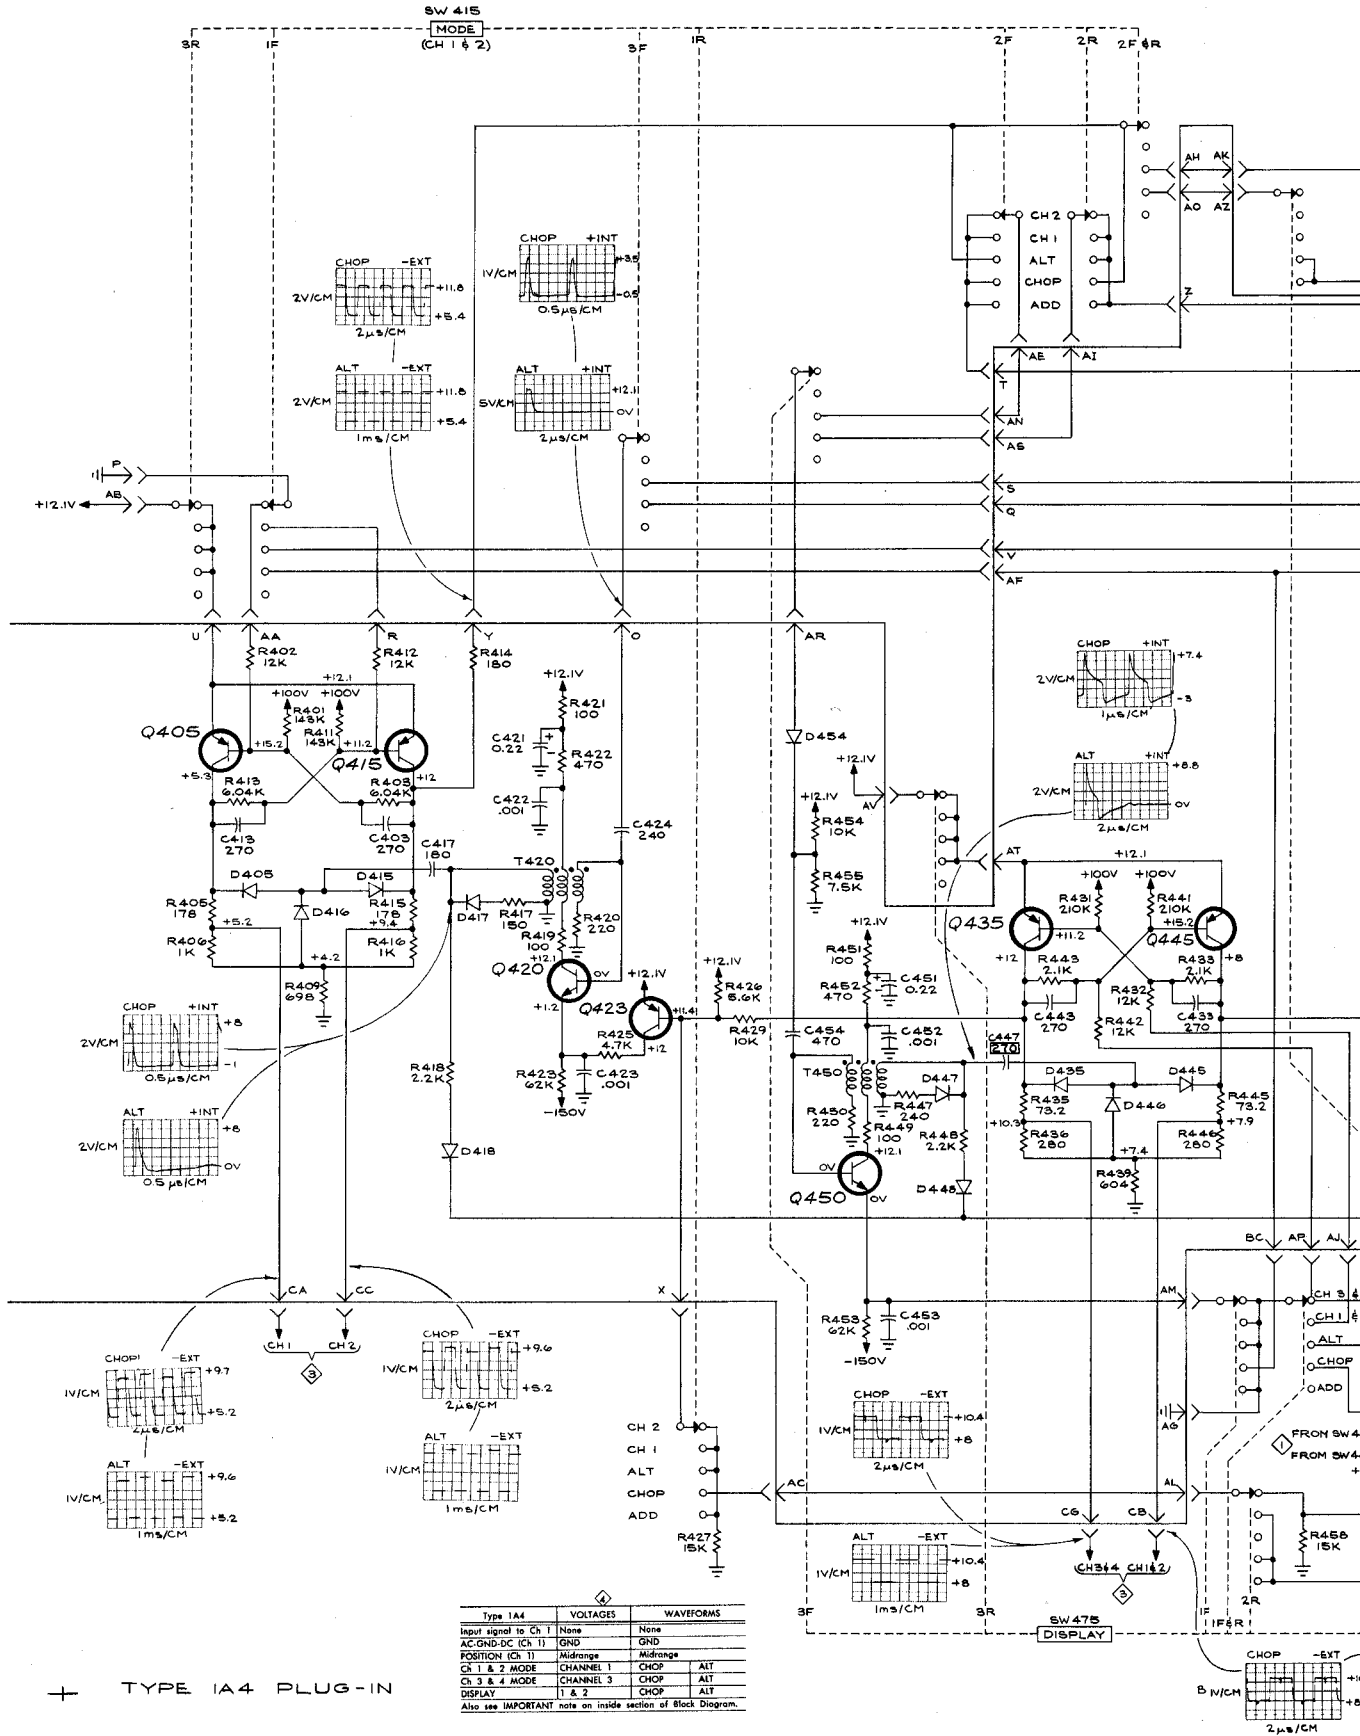 SW 415
MODE
(CH 1 & 2)
3R
1F
3F
1R
2F
2R
2F & R
AH
AK
AO
AZ
CH 2
CH 1
ALT
CHOP
ADD
Z
AE
AI
T
AN
AS
S
Q
V
AF
CHOP -EXT
2V/CM
+11.8
+5.4
2µs/CM
ALT -EXT
2V/CM
+11.8
+5.4
1ms/CM
CHOP +INT
1V/CM
+3.5
-0.5
0.5µs/CM
ALT +INT
5V/CM
+12.1
0V
2µs/CM
P
AB
+12.1V
U
AA
R
Y
O
AR
R402
12K
R412
12K
R414
180
+12.1
+100V
+100V
R401
143K
R411
143K
Q405
+15.2
+11.2
Q415
+5.3
+12
R413
6.04K
R403
6.04K
C413
270
C403
270
C417
180
D405
D415
D416
R405
178
R415
178
+5.2
+9.4
R406
1K
R416
1K
+4.2
R409
698
+12.1V
R421
100
C421
0.22
R422
470
C422
.001
C424
240
T420
D417
R417
150
R419
100
R420
220
+12.1
Q420
0V
+1.2
Q423
+12.1V
+11.4
+12
R425
4.7K
R423
62K
C423
.001
-150V
R418
2.2K
D418
+12.1V
R426
5.6K
R429
10K
D454
+12.1V
AV
+12.1V
R454
10K
R455
7.5K
AT
+12.1V
R451
100
R452
470
C451
0.22
C454
470
C452
.001
T450
R450
220
R449
100
R447
240
D447
C447
270
R448
2.2K
D448
+12.1
0V
Q450
0V
CHOP +INT
2V/CM
+7.4
-3
1µs/CM
ALT +INT
2V/CM
+8.8
0V
2µs/CM
+12.1
+100V
+100V
R431
210K
R441
210K
Q435
+11.2
+15.2
Q445
+12
+8
R443
2.1K
R433
2.1K
R432
12K
R442
12K
C443
270
C433
270
D435
D445
D446
R435
73.2
R445
73.2
+10.3
+7.9
R436
280
R446
280
+7.4
R439
604
CHOP +INT
2V/CM
+8
-1
0.5µs/CM
ALT +INT
2V/CM
+8
0V
0.5µs/CM
BC
AP
AJ
CA
CC
X
AM
R453
62K
C453
.001
-150V
CH 1
CH 2
3
CHOP -EXT
1V/CM
+9.7
+5.2
2µs/CM
ALT -EXT
1V/CM
+9.6
+5.2
1ms/CM
CHOP -EXT
1V/CM
+9.6
+5.2
2µs/CM
ALT -EXT
1V/CM
1ms/CM
CH 2
CH 1
ALT
CHOP
ADD
AC
R427
15K
CHOP -EXT
1V/CM
+10.4
+8
2µs/CM
ALT -EXT
1V/CM
+10.4
+8
1ms/CM
CH 3
CH 1
ALT
CHOP
ADD
AG
1
FROM SW4
FROM SW4
AL
CG
CB
CH3&4 CH1&2
3
R458
15K
3F
3R
1F
1F&R
2R
SW 475
DISPLAY
CHOP -EXT
B 1V/CM
2µs/CM
4
Type 1A4 VOLTAGES WAVEFORMS
Input signal to Ch 1 None None
AC-GND-DC (Ch 1) GND GND
POSITION (Ch 1) Midrange Midrange
Ch 1 & 2 MODE CHANNEL 1 CHOP ALT
Ch 3 & 4 MODE CHANNEL 3 CHOP ALT
DISPLAY 1 & 2 CHOP ALT
Also see IMPORTANT note on inside section of Block Diagram.
TYPE 1A4 PLUG-IN